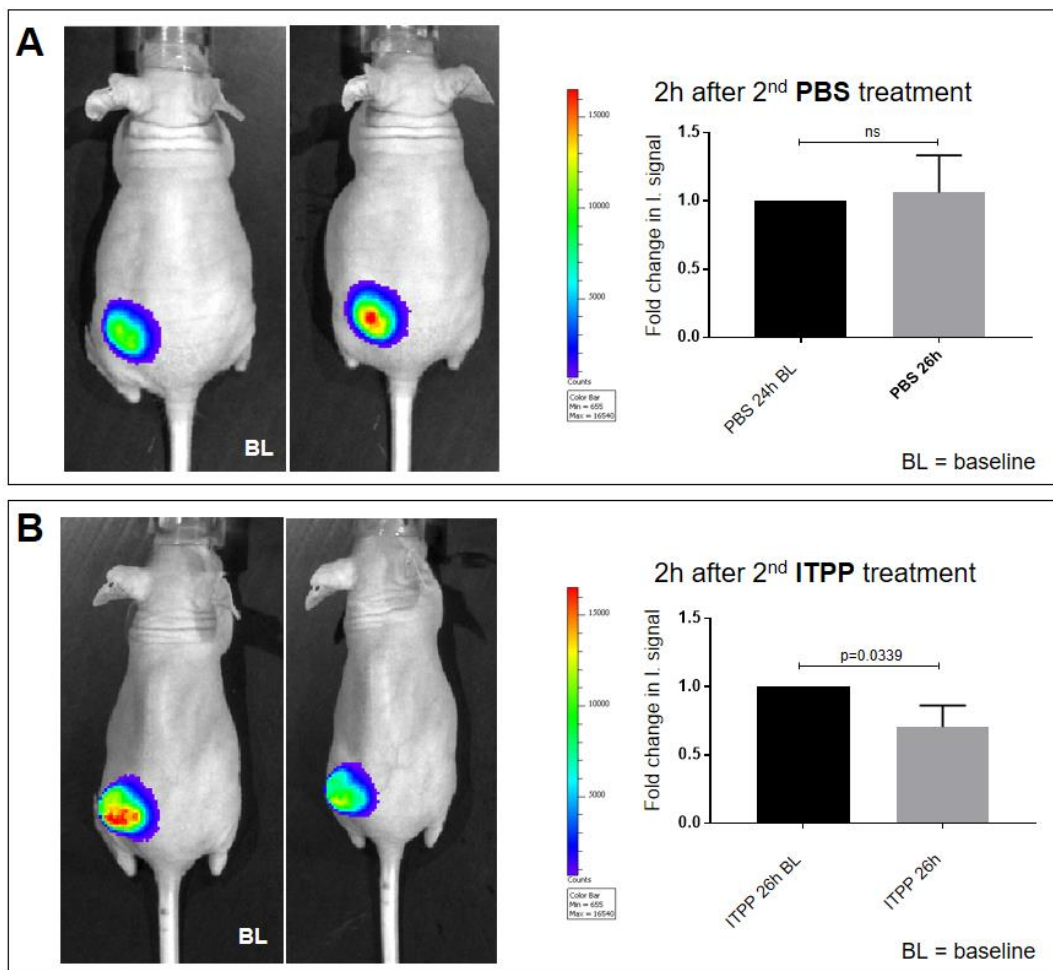 A
BL
15000
10000
5000
Counts
Color Bar
Min = 655
Max = 16540
2h after 2nd PBS treatment
Fold change in l. signal
1.5
1.0
0.5
0.0
ns
PBS 24h BL
PBS 26h
BL = baseline
B
BL
15000
10000
5000
Counts
Color Bar
Min = 655
Max = 16540
2h after 2nd ITPP treatment
Fold change in l. signal
1.5
1.0
0.5
0.0
p=0.0339
ITPP 26h BL
ITPP 26h
BL = baseline